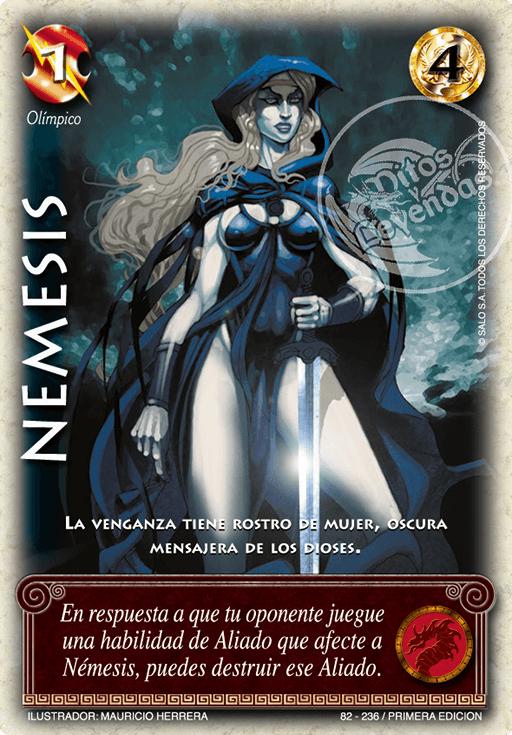 1
4
Olímpico
Mitos
y
Leyendas
NEMESIS
© SALO S.A. TODOS LOS DERECHOS RESERVADOS
LA VENGANZA TIENE ROSTRO DE MUJER, OSCURA
MENSAJERA DE LOS DIOSES.
En respuesta a que tu oponente juegue
una habilidad de Aliado que afecte a
Némesis, puedes destruir ese Aliado.
ILUSTRADOR: MAURICIO HERRERA
82 - 236 / PRIMERA EDICION